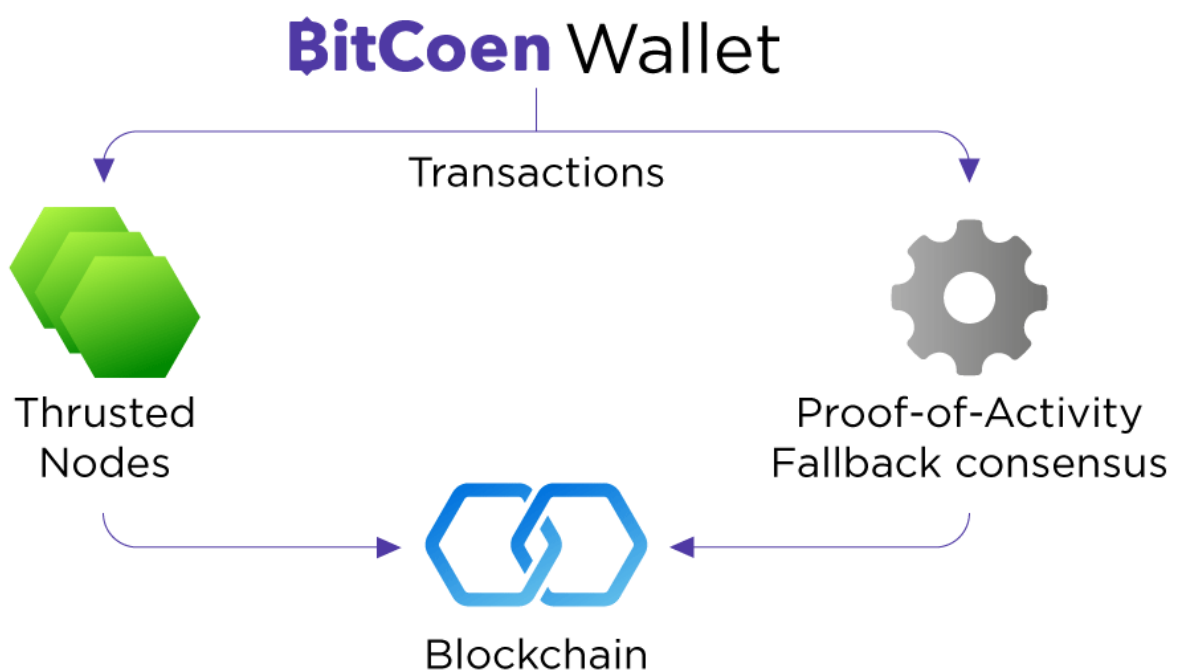 BitCoen Wallet
Transactions
Thrusted
Nodes
Proof-of-Activity
Fallback consensus
Blockchain